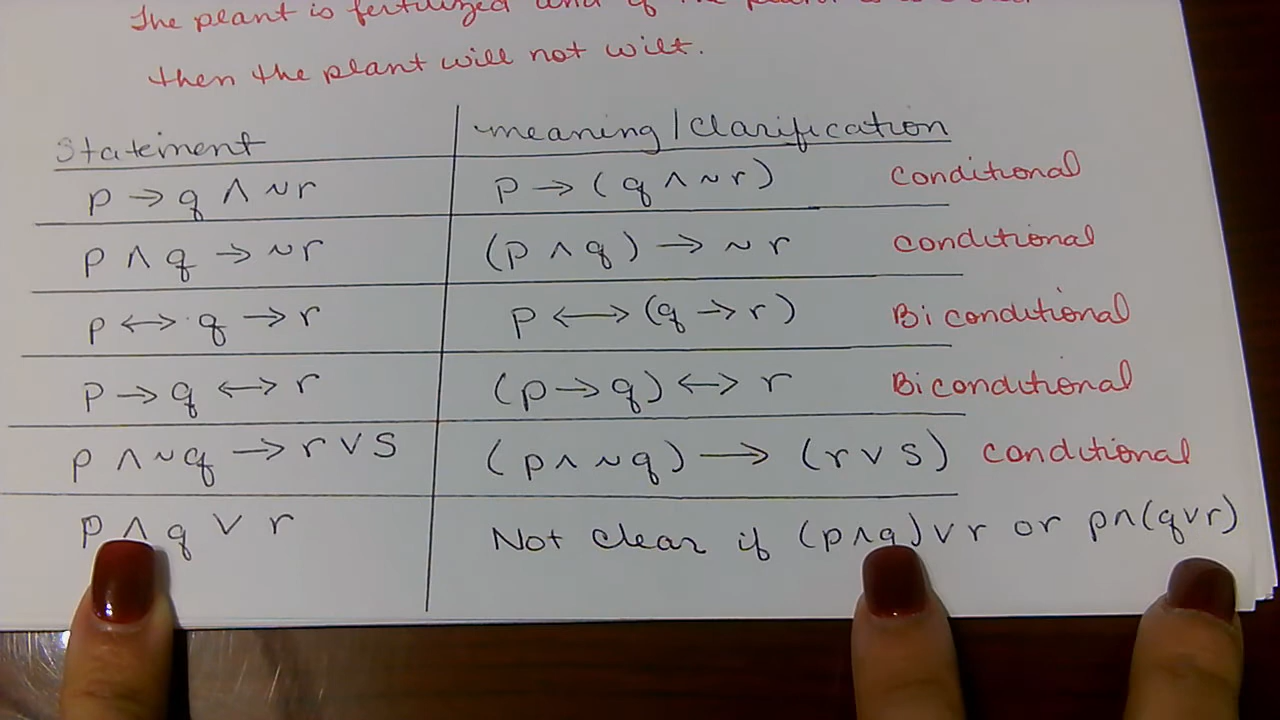 The plant is fertilized and if the plant is
then the plant will not wilt.
Statement meaning/Clarification
p → q ∧ ~r p → (q ∧ ~r) Conditional
p ∧ q → ~r (p ∧ q) → ~r Conditional
p ↔ q → r p ↔ (q → r) Biconditional
p → q ↔ r (p → q) ↔ r Biconditional
p ∧ ~q → r ∨ s (p ∧ ~q) → (r ∨ s) conditional
p ∧ q ∨ r Not clear if (p∧q)∨r or p∧(q∨r)